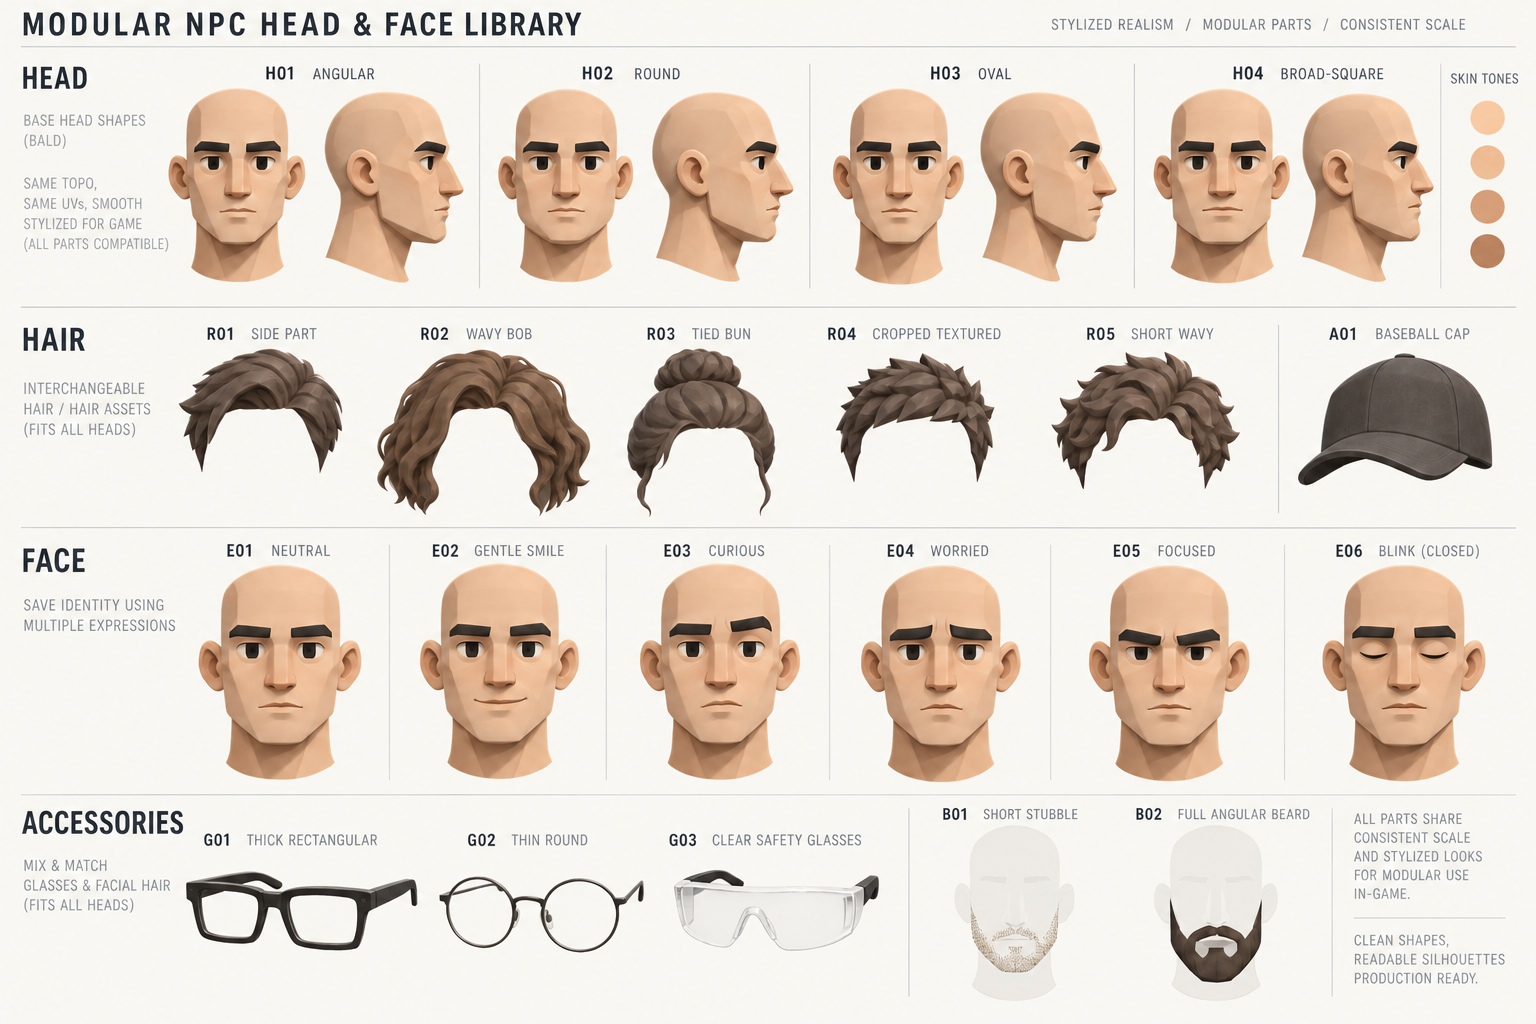 MODULAR NPC HEAD & FACE LIBRARY
STYLIZED REALISM / MODULAR PARTS / CONSISTENT SCALE
HEAD
BASE HEAD SHAPES
(BALD)
SAME TOPO,
SAME UVs, SMOOTH
STYLIZED FOR GAME
(ALL PARTS COMPATIBLE)
H01 ANGULAR
H02 ROUND
H03 OVAL
H04 BROAD-SQUARE
SKIN TONES
HAIR
INTERCHANGEABLE
HAIR / HAIR ASSETS
(FITS ALL HEADS)
R01 SIDE PART
R02 WAVY BOB
R03 TIED BUN
R04 CROPPED TEXTURED
R05 SHORT WAVY
A01 BASEBALL CAP
FACE
SAVE IDENTITY USING
MULTIPLE EXPRESSIONS
E01 NEUTRAL
E02 GENTLE SMILE
E03 CURIOUS
E04 WORRIED
E05 FOCUSED
E06 BLINK (CLOSED)
ACCESSORIES
MIX & MATCH
GLASSES & FACIAL HAIR
(FITS ALL HEADS)
G01 THICK RECTANGULAR
G02 THIN ROUND
G03 CLEAR SAFETY GLASSES
B01 SHORT STUBBLE
B02 FULL ANGULAR BEARD
ALL PARTS SHARE
CONSISTENT SCALE
AND STYLIZED LOOKS
FOR MODULAR USE
IN-GAME.
CLEAN SHAPES,
READABLE SILHOUETTES
PRODUCTION READY.